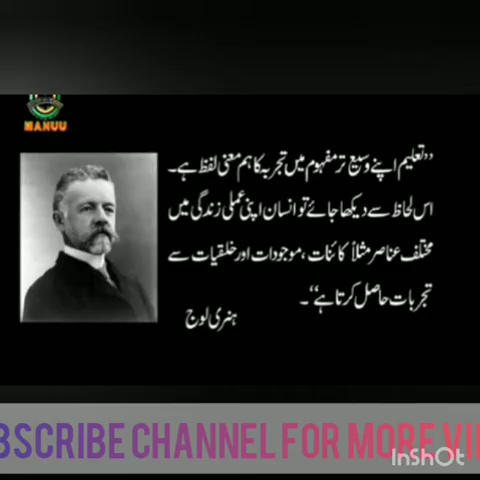 MANUU
’’تعلیم اپنے وسیع تر مفہوم میں تجربہ کا ہم معنی لفظ ہے۔
اس لحاظ سے دیکھا جائے تو انسان اپنی عملی زندگی میں
مختلف عناصر مثلاً کائنات، موجودات اور خلقیات سے
تجربات حاصل کرتا ہے‘‘۔
ہنری لوج
BSCRIBE CHANNEL FOR MORE VI
InShOt